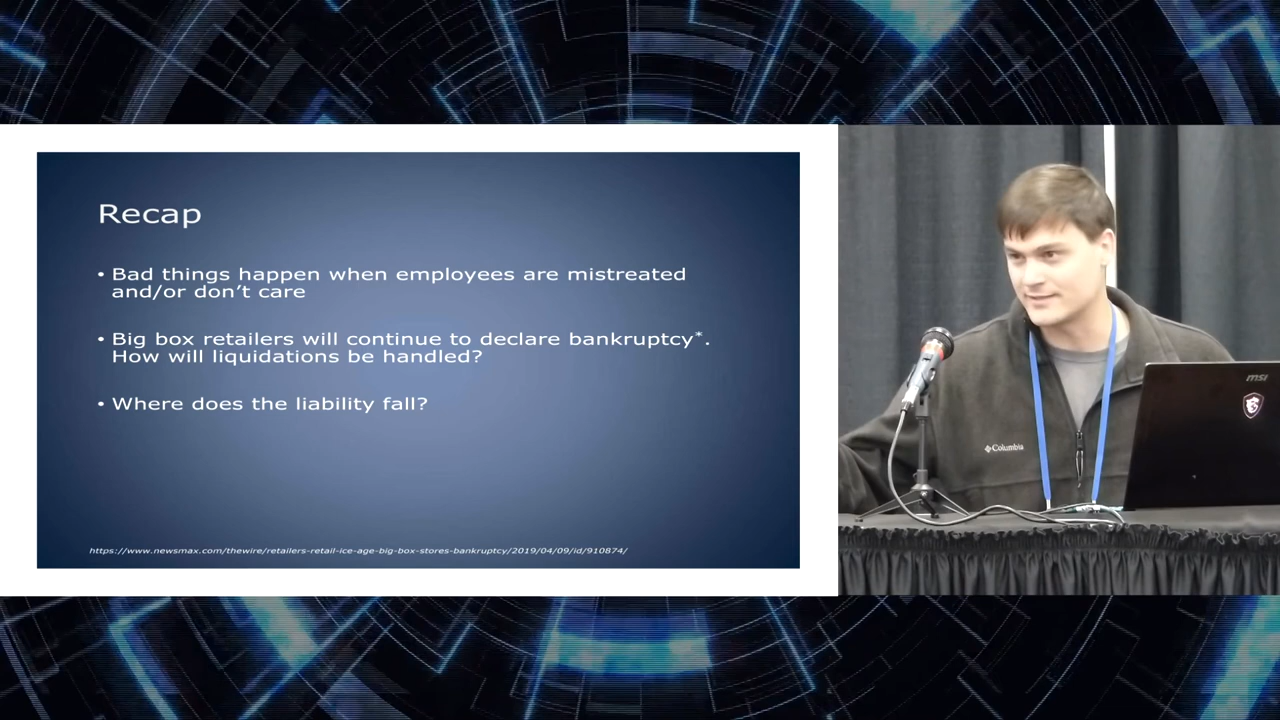 Recap
• Bad things happen when employees are mistreated
and/or don’t care
• Big box retailers will continue to declare bankruptcy*.
How will liquidations be handled?
• Where does the liability fall?
https://www.newsmax.com/thewire/retailers-retail-ice-age-big-box-stores-bankruptcy/2019/04/09/id/910874/
msi
Columbia